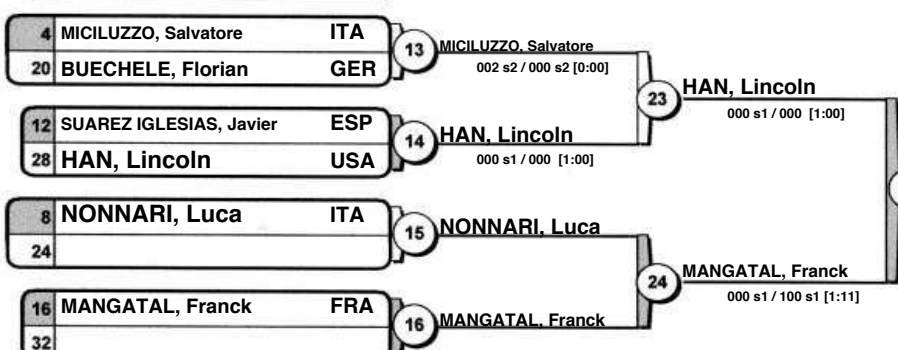 4 MICILUZZO, Salvatore ITA
20 BUECHELE, Florian GER
13
MICILUZZO, Salvatore
002 s2 / 000 s2 [0:00]
12 SUAREZ IGLESIAS, Javier ESP
28 HAN, Lincoln USA
14
HAN, Lincoln
000 s1 / 000 [1:00]
23
HAN, Lincoln
000 s1 / 000 [1:00]
8 NONNARI, Luca ITA
24
15
NONNARI, Luca
16 MANGATAL, Franck FRA
32
16
MANGATAL, Franck
24
MANGATAL, Franck
000 s1 / 100 s1 [1:11]